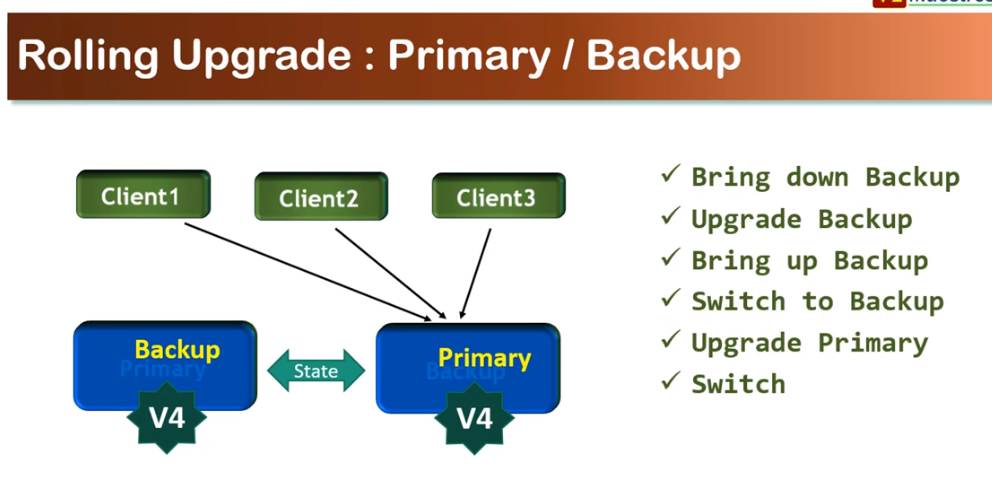 Rolling Upgrade : Primary / Backup
Client1
Client2
Client3
Backup
Primary
State
Primary
Backup
V4
V4
✓ Bring down Backup
✓ Upgrade Backup
✓ Bring up Backup
✓ Switch to Backup
✓ Upgrade Primary
✓ Switch